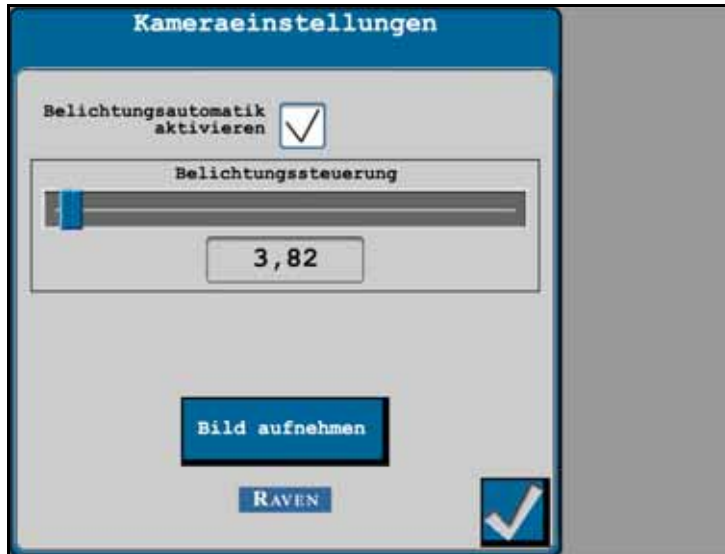 Kameraeinstellungen
Belichtungsautomatik
aktivieren
Belichtungssteuerung
3,82
Bild aufnehmen
RAVEN